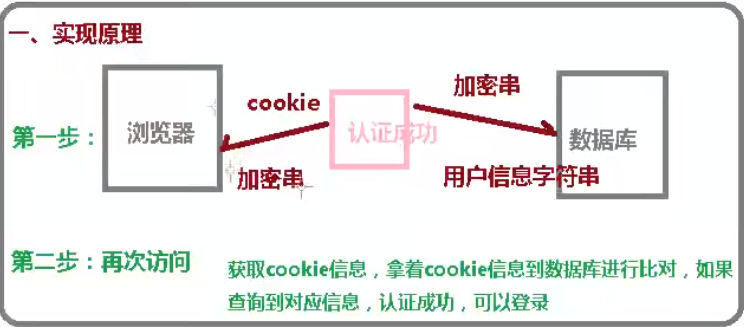 一、实现原理
第一步：
浏览器
cookie
加密串
认证成功
加密串
用户信息字符串
数据库
第二步：再次访问
获取cookie信息，拿着cookie信息到数据库进行比对，如果
查询到对应信息，认证成功，可以登录